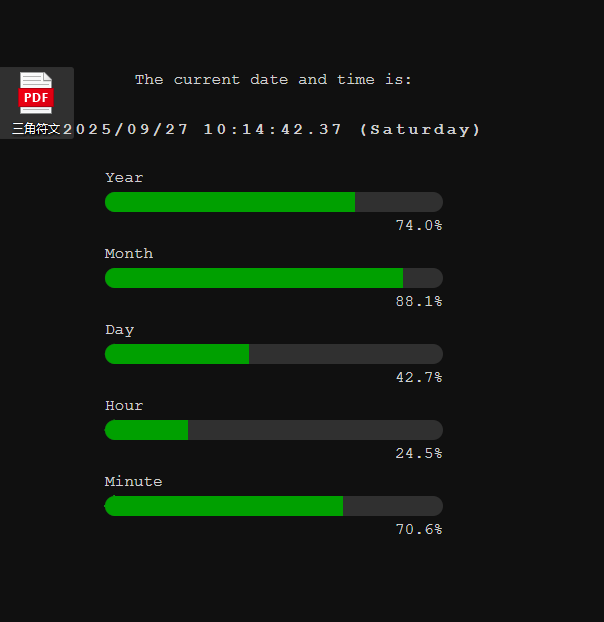 The current date and time is:
PDF
三角符文
2025/09/27 10:14:42.37 (Saturday)
Year
74.0%
Month
88.1%
Day
42.7%
Hour
24.5%
Minute
70.6%